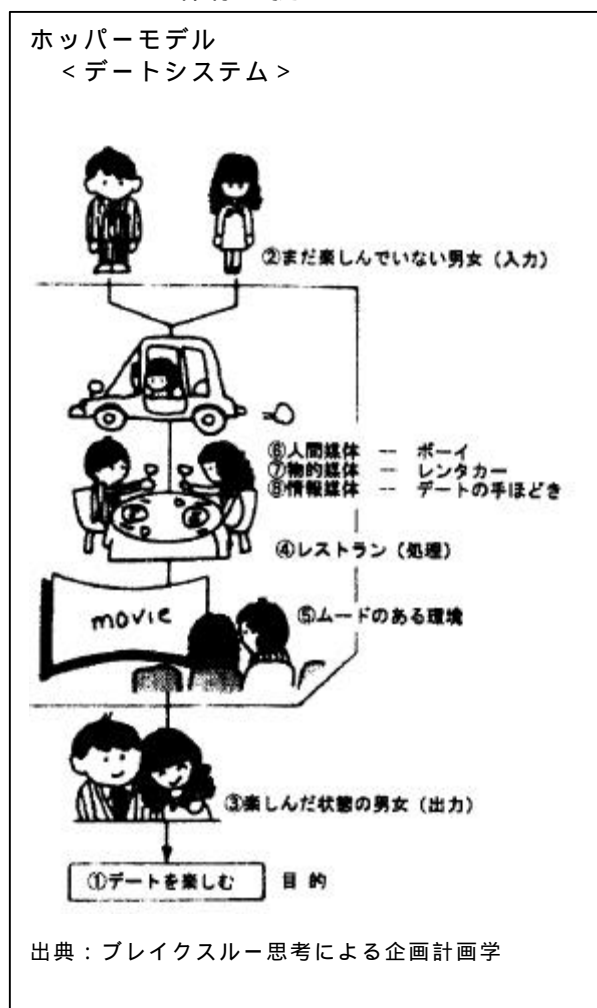 ホッパーモデル
＜デートシステム＞
②まだ楽しんでいない男女（入力）
⑥人間媒体 -- ボーイ
⑦物的媒体 -- レンタカー
⑧情報媒体 -- デートの手ほどき
④レストラン（処理）
movie
⑤ムードのある環境
③楽しんだ状態の男女（出力）
①デートを楽しむ 目的
出典：ブレイクスルー思考による企画計画学